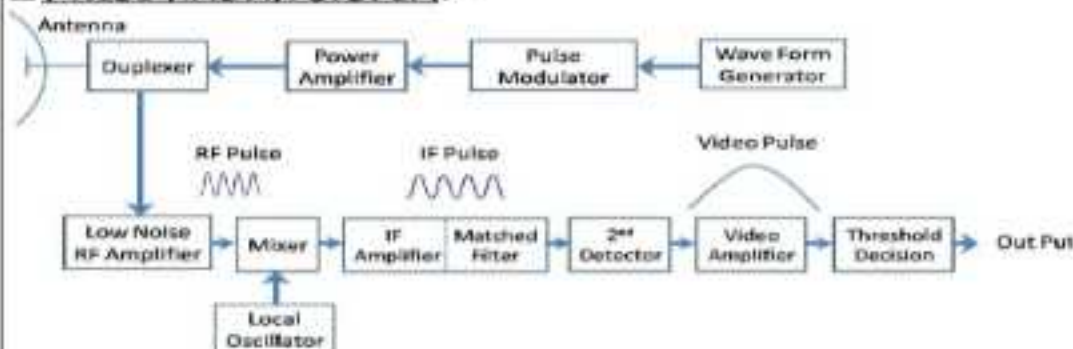 Antenna
Duplexer
Power
Amplifier
Pulse
Modulator
Wave Form
Generator
RF Pulse
IF Pulse
Video Pulse
Low Noise
RF Amplifier
Mixer
IF
Amplifier
Matched
Filter
2nd
Detector
Video
Amplifier
Threshold
Decision
Out Put
Local
Oscillator